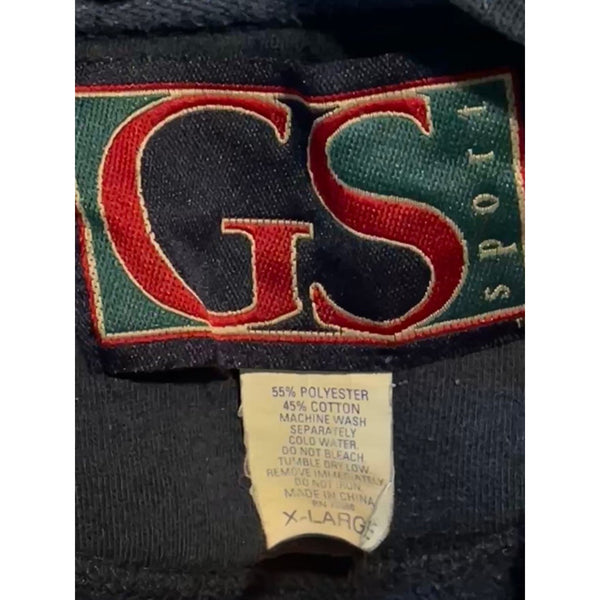 GS
sport
55% POLYESTER
45% COTTON
MACHINE WASH
SEPARATELY
COLD WATER.
DO NOT BLEACH
TUMBLE DRY LOW
REMOVE IMMEDIATELY
DO NOT IRON.
MADE IN CHINA
RN
X-LARGE